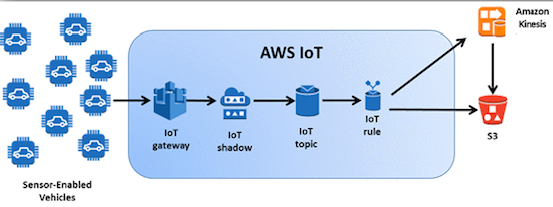 AWS IoT
Amazon
Kinesis
IoT
gateway
IoT
shadow
IoT
topic
IoT
rule
S3
Sensor-Enabled
Vehicles